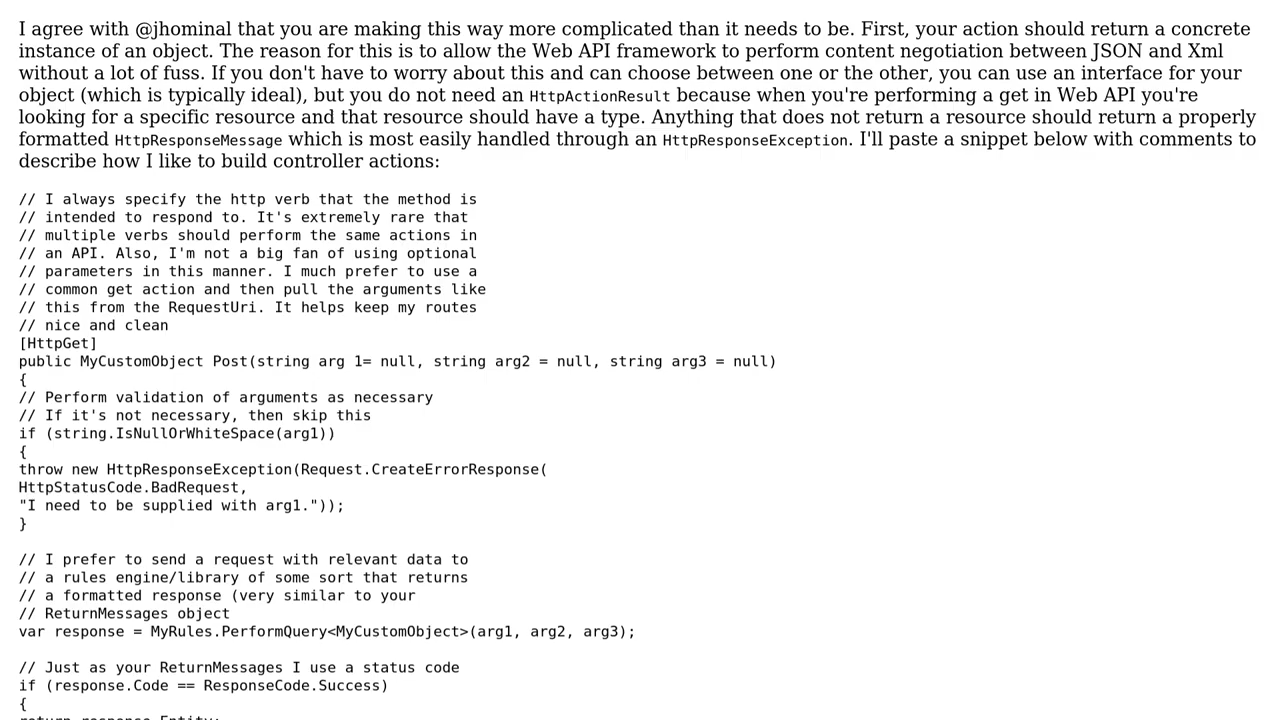 I agree with @jhominal that you are making this way more complicated than it needs to be. First, your action should return a concrete
instance of an object. The reason for this is to allow the Web API framework to perform content negotiation between JSON and Xml
without a lot of fuss. If you don't have to worry about this and can choose between one or the other, you can use an interface for your
object (which is typically ideal), but you do not need an HttpActionResult because when you're performing a get in Web API you're
looking for a specific resource and that resource should have a type. Anything that does not return a resource should return a properly
formatted HttpResponseMessage which is most easily handled through an HttpResponseException. I'll paste a snippet below with comments to
describe how I like to build controller actions:
// I always specify the http verb that the method is
// intended to respond to. It's extremely rare that
// multiple verbs should perform the same actions in
// an API. Also, I'm not a big fan of using optional
// parameters in this manner. I much prefer to use a
// common get action and then pull the arguments like
// this from the RequestUri. It helps keep my routes
// nice and clean
[HttpGet]
public MyCustomObject Post(string arg 1= null, string arg2 = null, string arg3 = null)
{
// Perform validation of arguments as necessary
// If it's not necessary, then skip this
if (string.IsNullOrWhiteSpace(arg1))
{
throw new HttpResponseException(Request.CreateErrorResponse(
HttpStatusCode.BadRequest,
"I need to be supplied with arg1."));
}
// I prefer to send a request with relevant data to
// a rules engine/library of some sort that returns
// a formatted response (very similar to your
// ReturnMessages object
var response = MyRules.PerformQuery<MyCustomObject>(arg1, arg2, arg3);
// Just as your ReturnMessages I use a status code
if (response.Code == ResponseCode.Success)
{